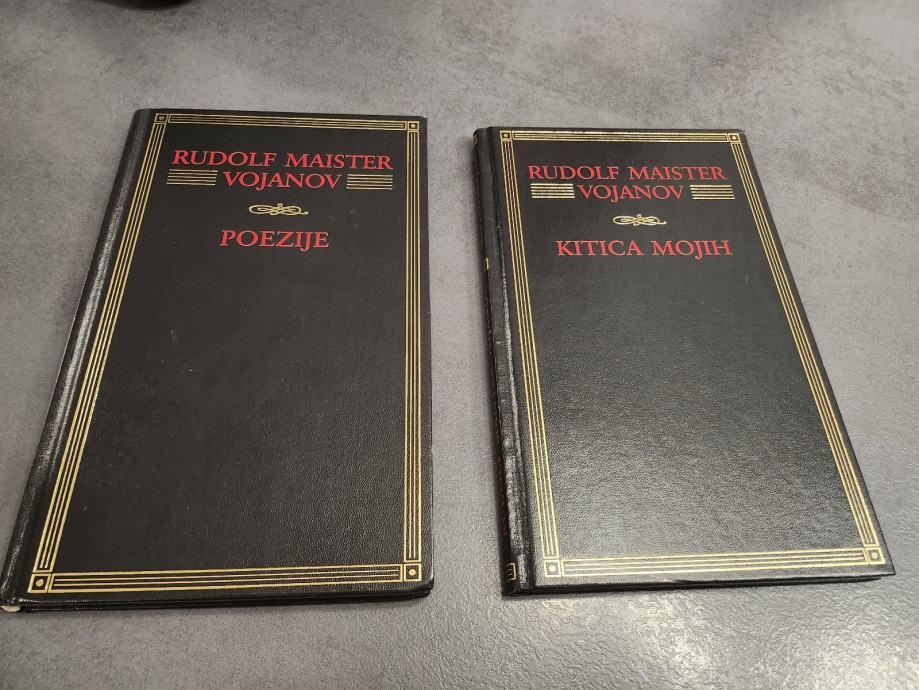 RUDOLF MAISTER
VOJANOV
POEZIJE
RUDOLF MAISTER
VOJANOV
KITICA MOJIH